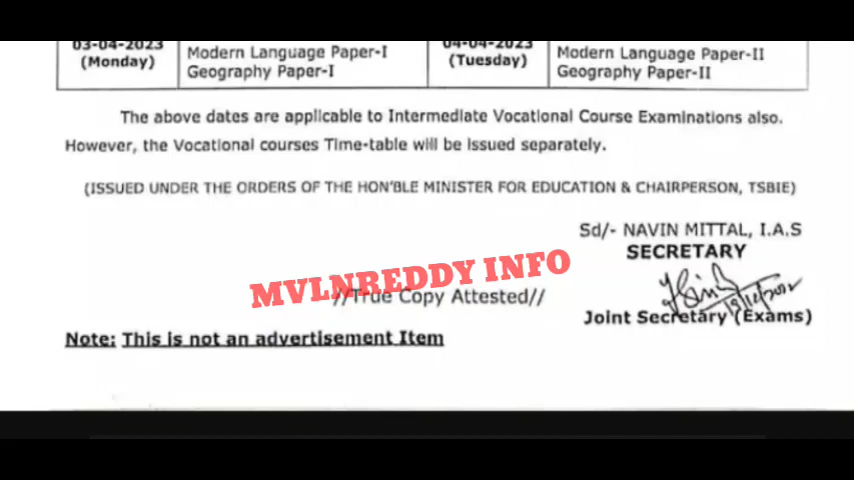 03-04-2023
(Monday)
Modern Language Paper-I
Geography Paper-I
04-04-2023
(Tuesday)
Modern Language Paper-II
Geography Paper-II
The above dates are applicable to Intermediate Vocational Course Examinations also.
However, the Vocational courses Time-table will be issued separately.
(ISSUED UNDER THE ORDERS OF THE HON'BLE MINISTER FOR EDUCATION & CHAIRPERSON, TSBIE)
Sd/- NAVIN MITTAL, I.A.S
SECRETARY
MVLNREDDY INFO
//True Copy Attested//
Joint Secretary (Exams)
Note: This is not an advertisement Item